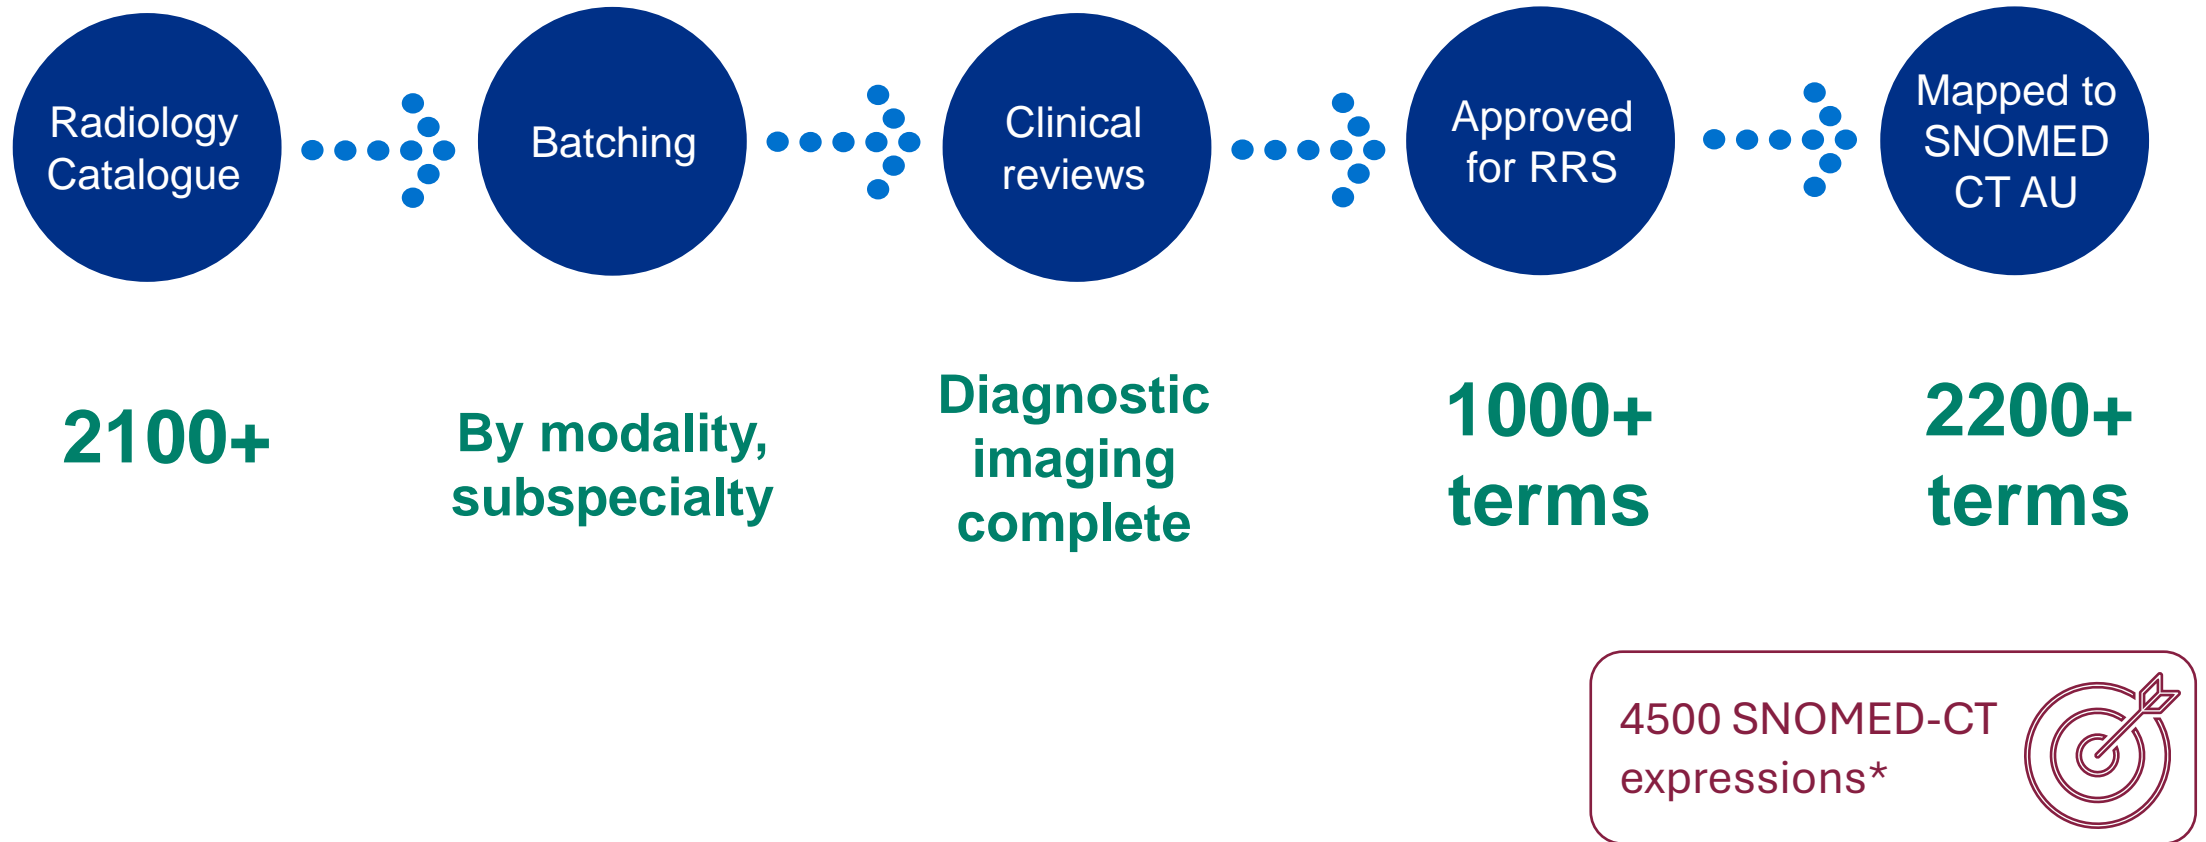 Radiology
Catalogue
Batching
Clinical
reviews
Approved
for RRS
Mapped to
SNOMED
CT AU
2100+
By modality,
subspecialty
Diagnostic
imaging
complete
1000+
terms
2200+
terms
4500 SNOMED-CT
expressions*